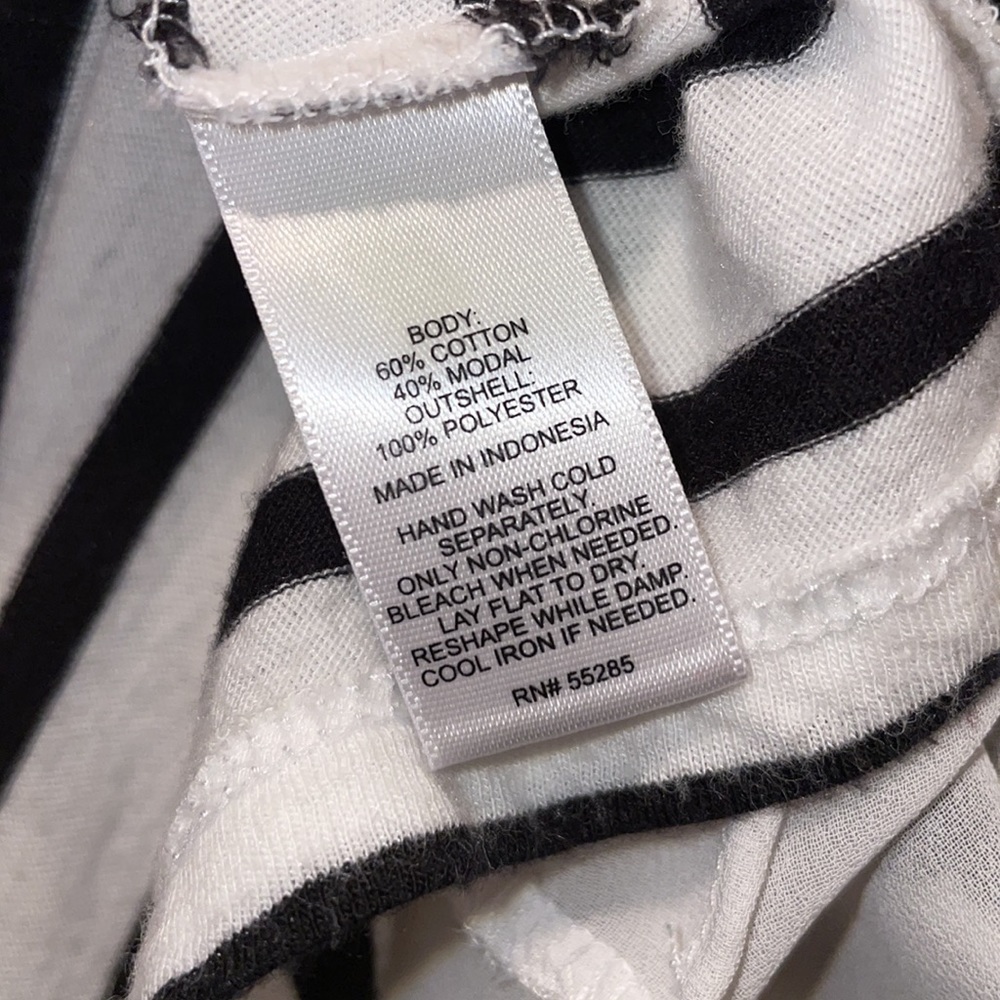 BODY:
60% COTTON
40% MODAL
OUTSHELL:
100% POLYESTER
MADE IN INDONESIA
HAND WASH COLD
SEPARATELY.
ONLY NON-CHLORINE
BLEACH WHEN NEEDED.
LAY FLAT TO DRY.
RESHAPE WHILE DAMP.
COOL IRON IF NEEDED.
RN# 55285